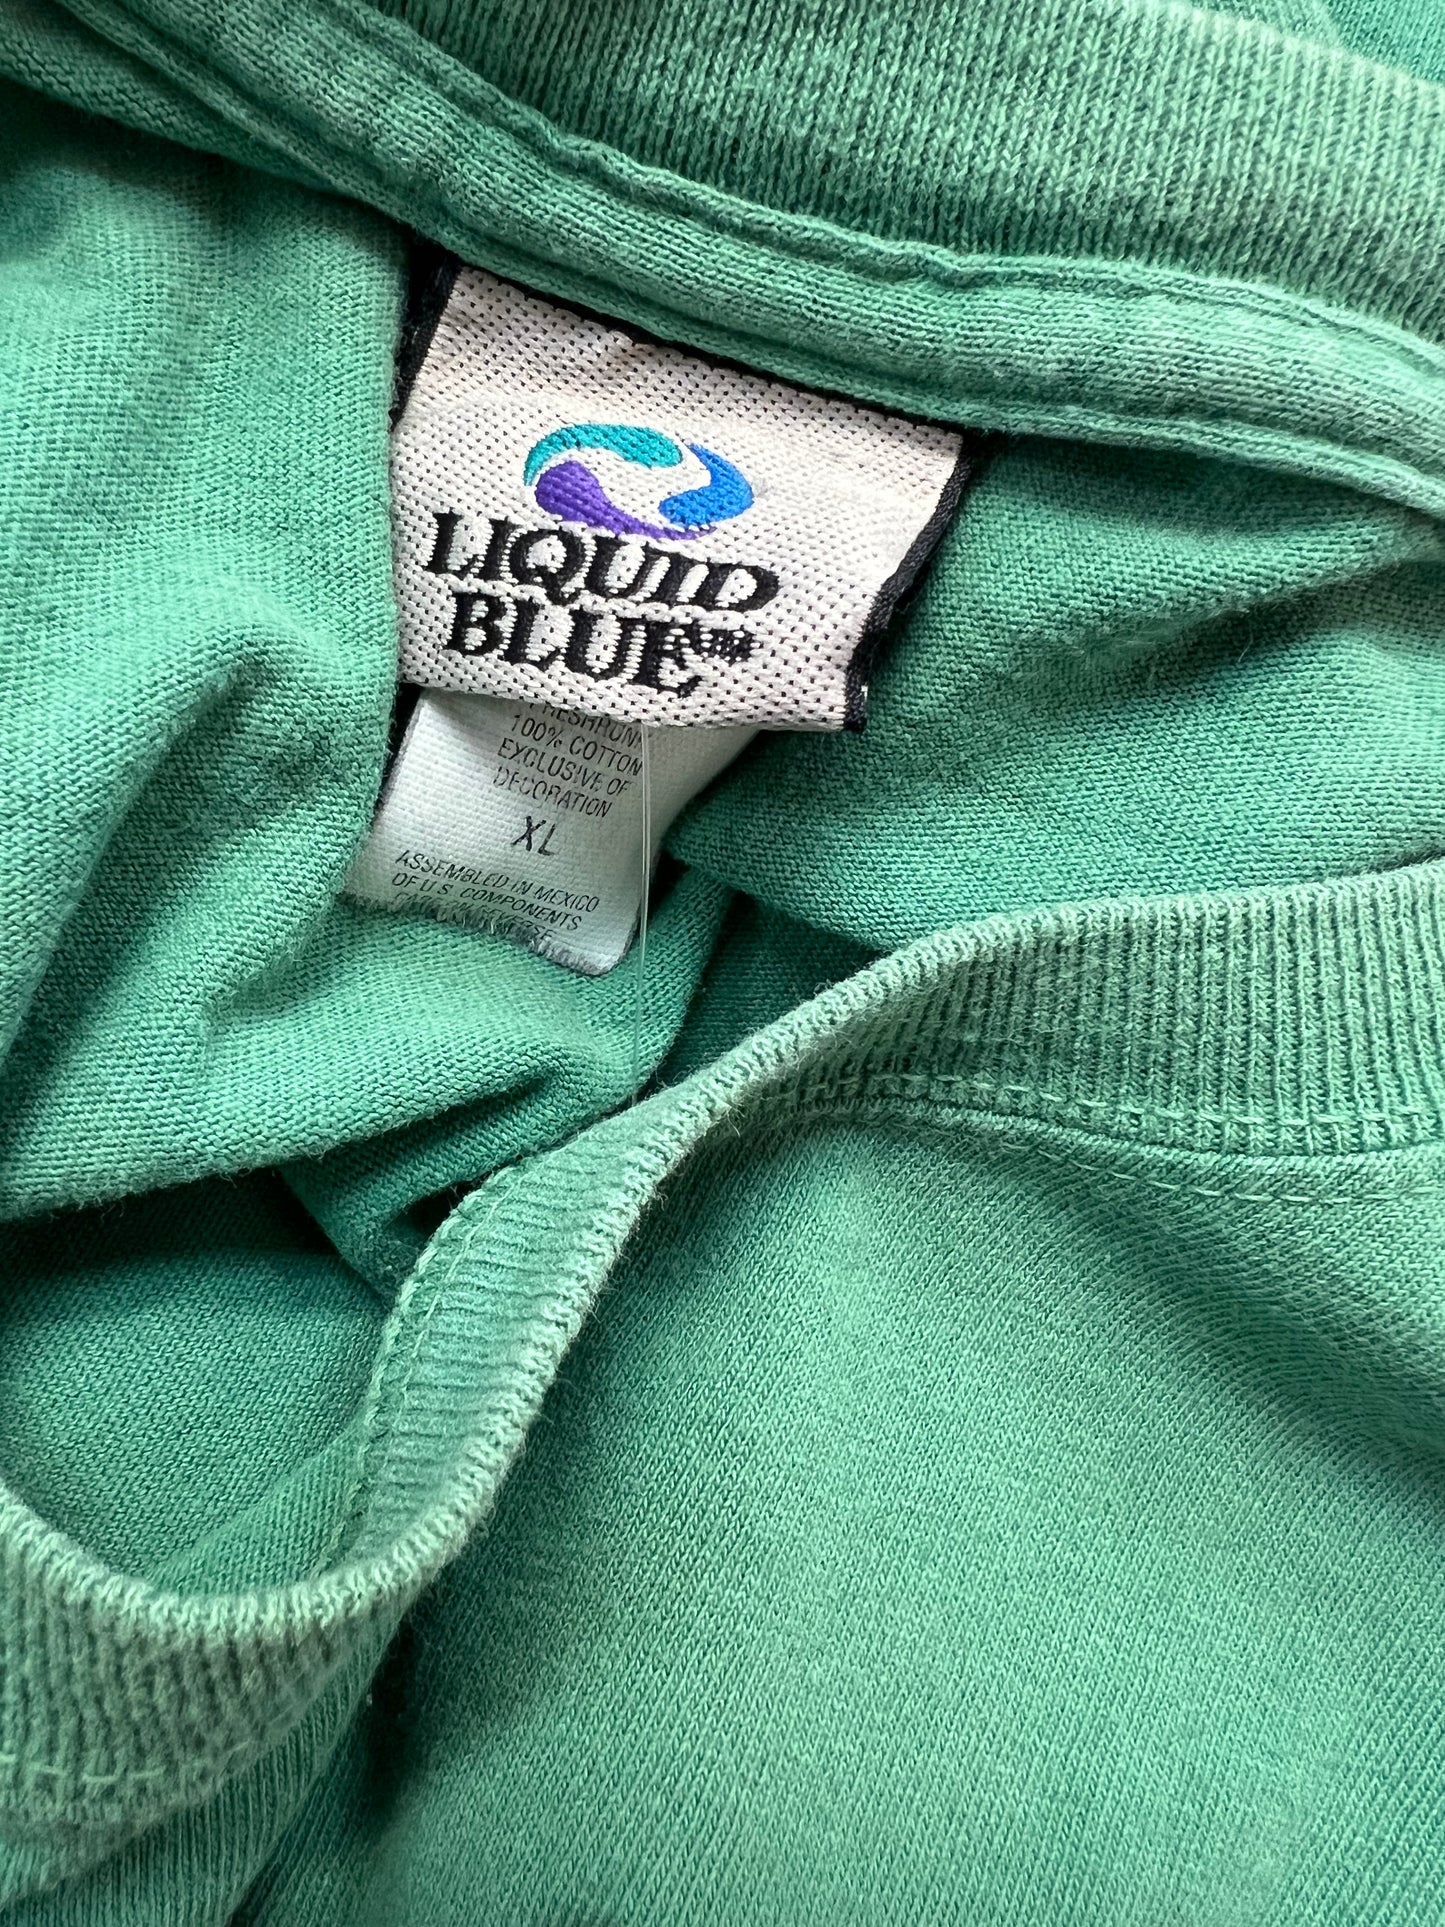 LIQUID
BLUE
100% COTTON
EXCLUSIVE OF
DECORATION
XL
ASSEMBLED IN MEXICO
OF U.S. COMPONENTS